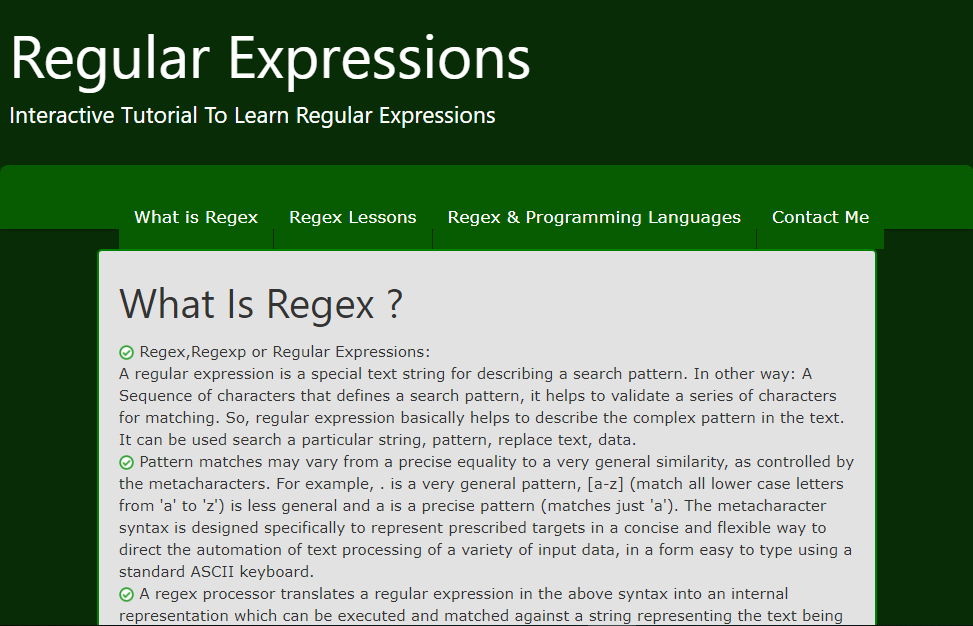 Regular Expressions
Interactive Tutorial To Learn Regular Expressions
What is Regex Regex Lessons Regex & Programming Languages Contact Me
What Is Regex ?
Regex,Regexp or Regular Expressions:
A regular expression is a special text string for describing a search pattern. In other way: A
Sequence of characters that defines a search pattern, it helps to validate a series of characters
for matching. So, regular expression basically helps to describe the complex pattern in the text.
It can be used search a particular string, pattern, replace text, data.
Pattern matches may vary from a precise equality to a very general similarity, as controlled by
the metacharacters. For example, . is a very general pattern, [a-z] (match all lower case letters
from 'a' to 'z') is less general and a is a precise pattern (matches just 'a'). The metacharacter
syntax is designed specifically to represent prescribed targets in a concise and flexible way to
direct the automation of text processing of a variety of input data, in a form easy to type using a
standard ASCII keyboard.
A regex processor translates a regular expression in the above syntax into an internal
representation which can be executed and matched against a string representing the text being